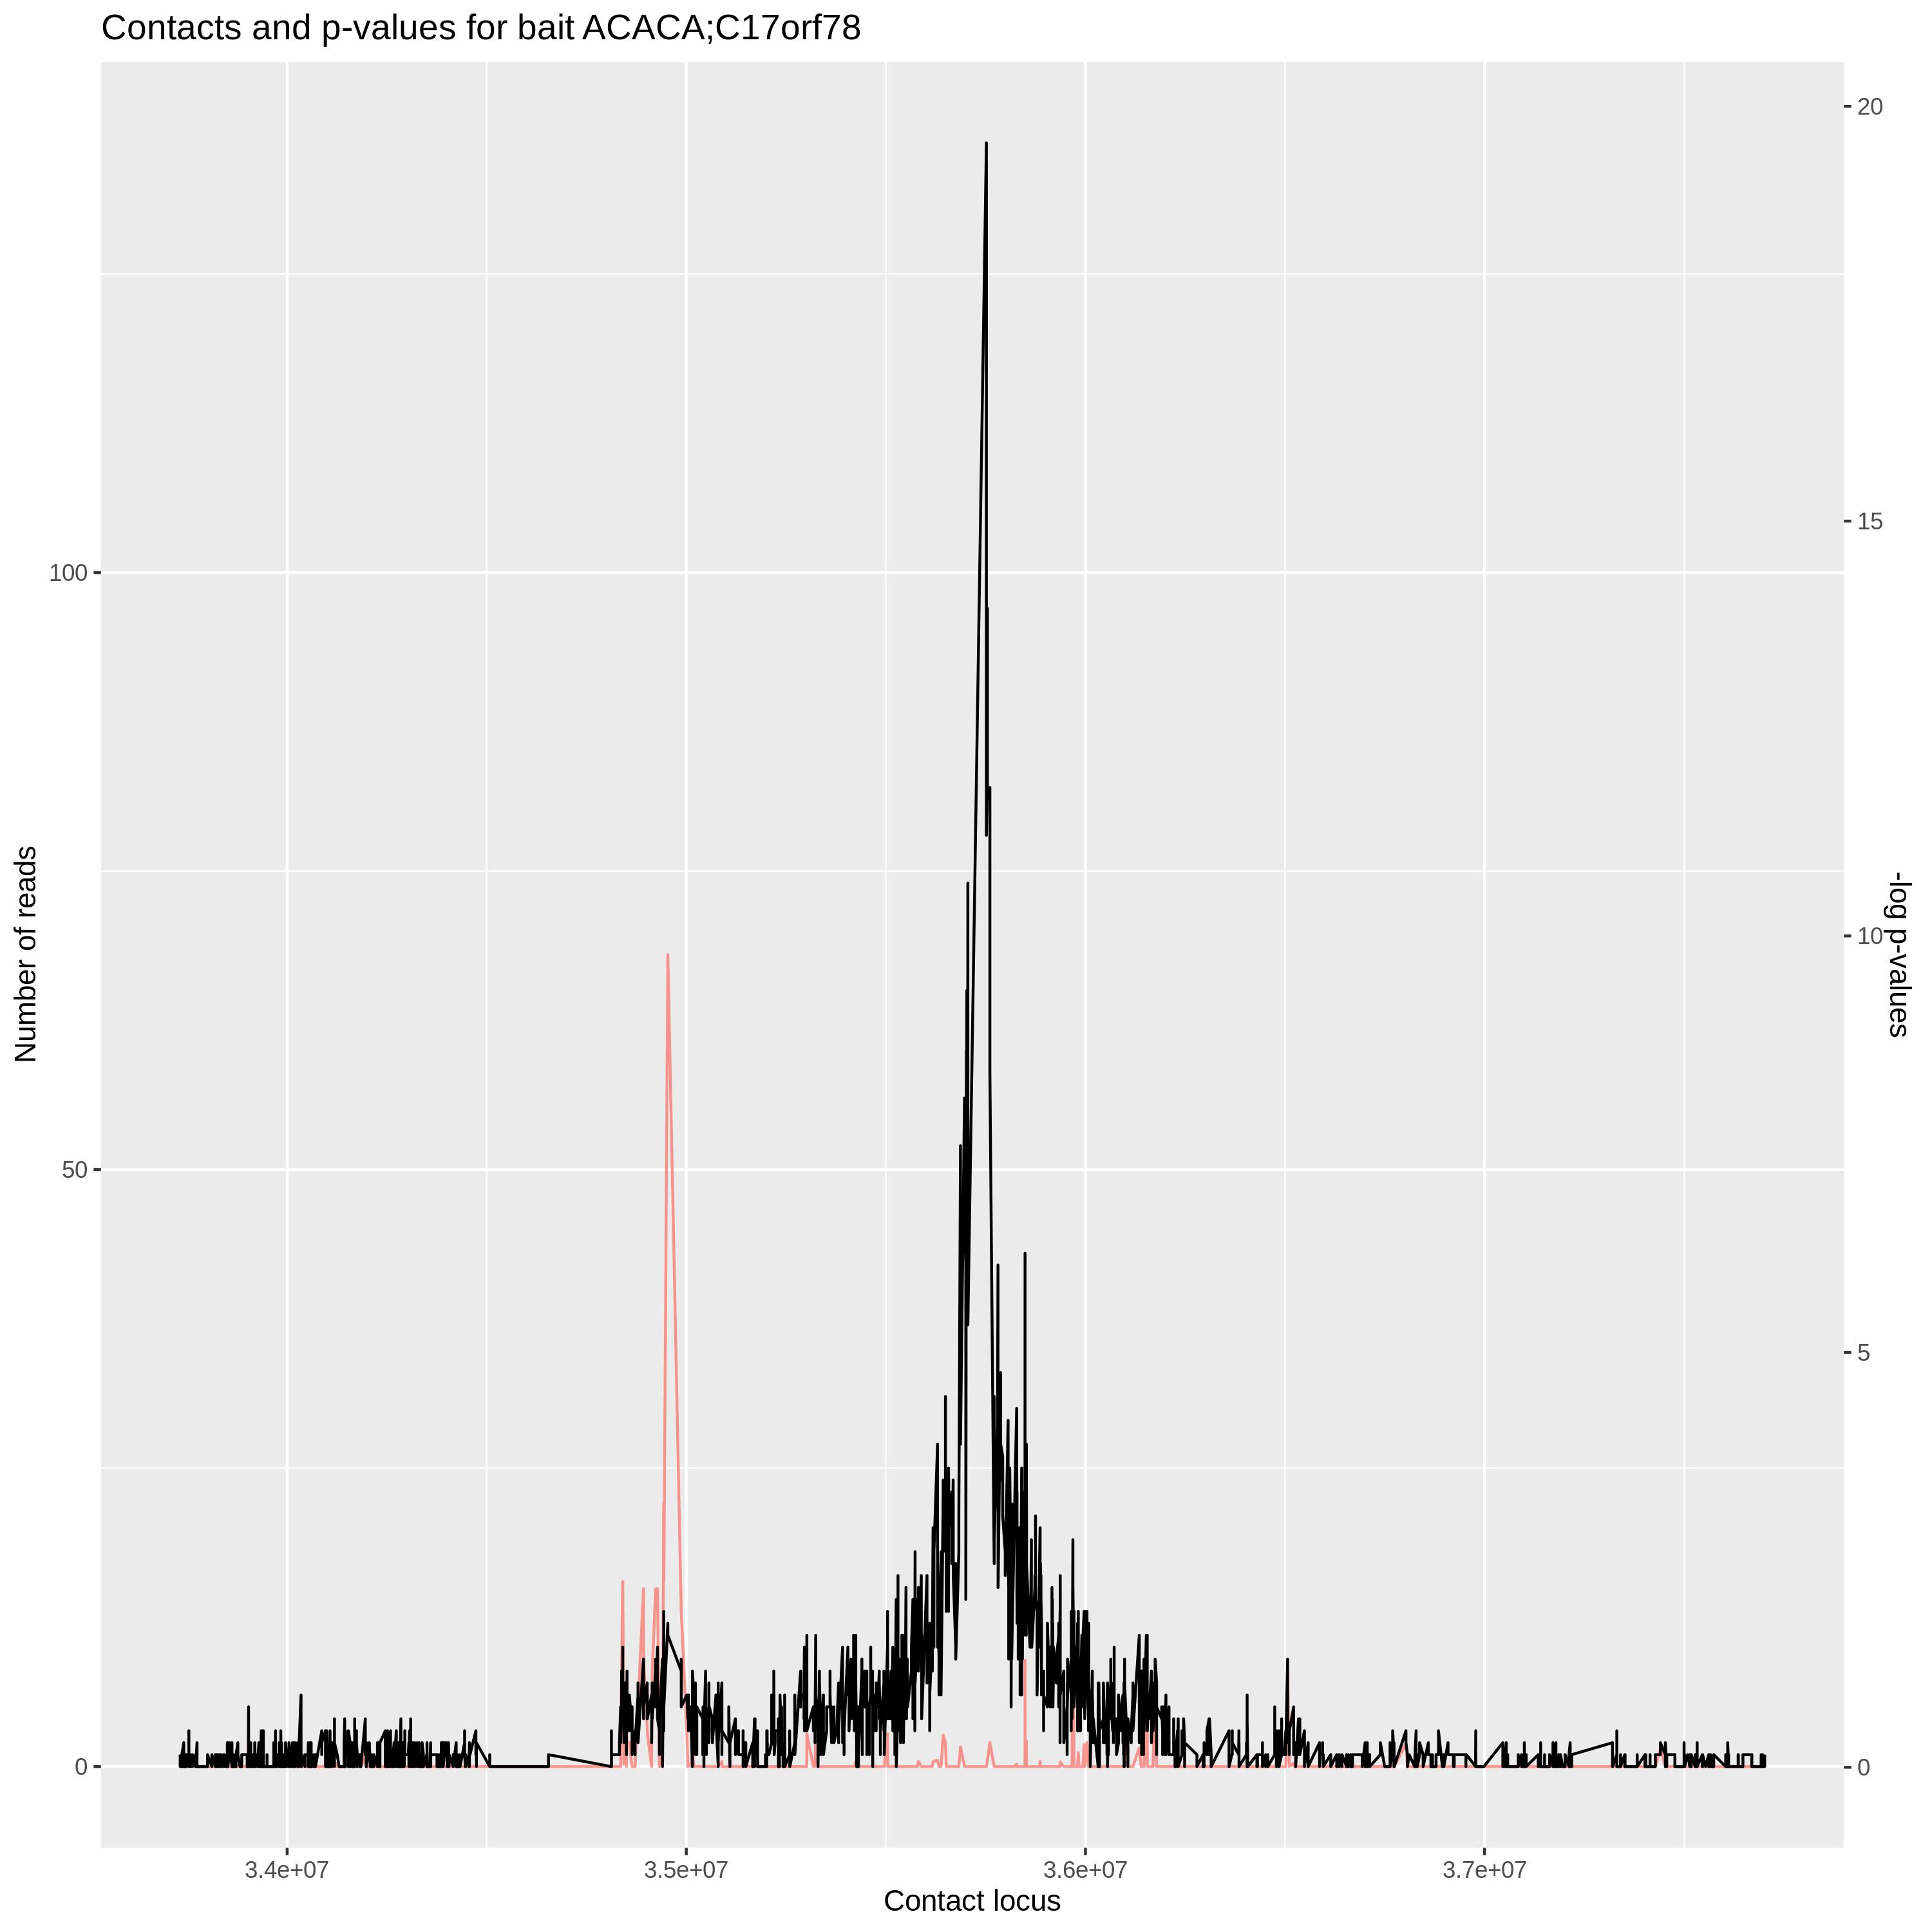 Contacts and p-values for bait ACACA;C17orf78
Number of reads
100
50
0
20
15
10
5
0
-log p-values
3.4e+07
3.5e+07
3.6e+07
3.7e+07
Contact locus